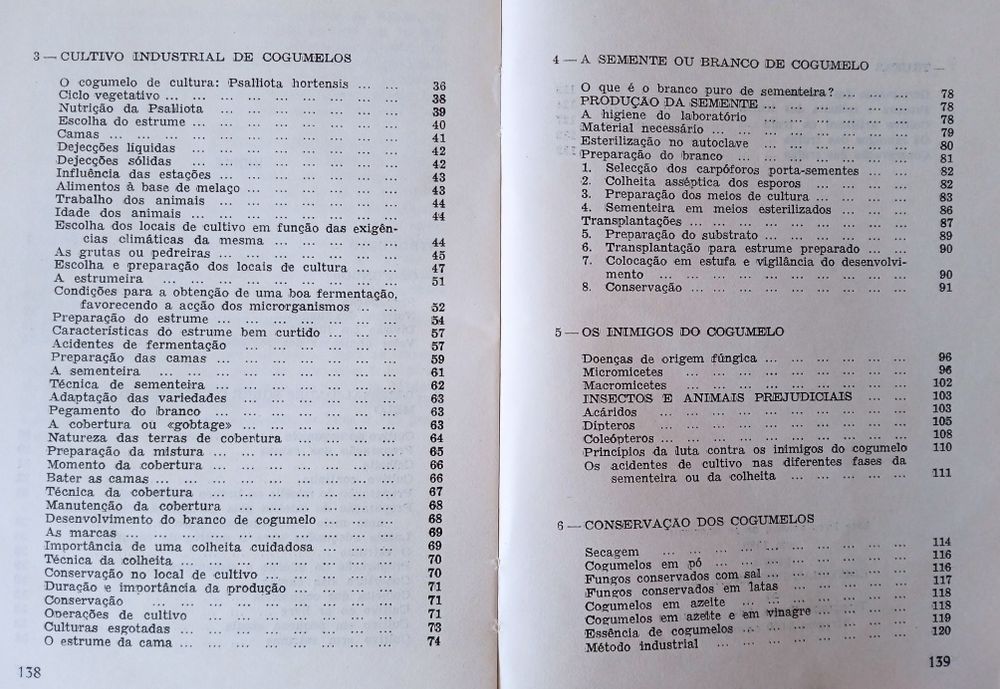 3 — CULTIVO INDUSTRIAL DE COGUMELOS
O cogumelo de cultura: Psalliota hortensis ... ... 36
Ciclo vegetativo ... ... ... ... ... ... ... ... 38
Nutrição da Psalliota ... ... ... ... ... ... ... 39
Escolha do estrume ... ... ... ... ... ... ... ... 40
Camas ... ... ... ... ... ... ... ... ... ... ... 41
Dejecções líquidas ... ... ... ... ... ... ... ... 42
Dejecções sólidas ... ... ... ... ... ... ... ... 42
Influência das estações ... ... ... ... ... ... ... 43
Alimentos à base de melaço ... ... ... ... ... ... 43
Trabalho dos animais ... ... ... ... ... ... ... 44
Idade dos animais ... ... ... ... ... ... ... ... 44
Escolha dos locais de cultivo em função das exigên-
cias climáticas da mesma ... ... ... ... ... 44
As grutas ou pedreiras ... ... ... ... ... ... ... 45
Escolha e preparação dos locais de cultura ... ... 47
A estrumeira ... ... ... ... ... ... ... ... ... 51
Condições para a obtenção de uma boa fermentação,
favorecendo a acção dos microrganismos ... ... 52
Preparação do estrume ... ... ... ... ... ... ... 54
Características do estrume bem curtido ... ... ... 57
Acidentes de fermentação ... ... ... ... ... ... 57
Preparação das camas ... ... ... ... ... ... ... 59
A sementeira ... ... ... ... ... ... ... ... ... 61
Técnica de sementeira ... ... ... ... ... ... ... 62
Adaptação das variedades ... ... ... ... ... ... 63
Pegamento do branco ... ... ... ... ... ... ... 63
A cobertura ou «gobtage» ... ... ... ... ... ... 63
Natureza das terras de cobertura ... ... ... ... 64
Preparação da mistura ... ... ... ... ... ... ... 65
Momento da cobertura ... ... ... ... ... ... ... 66
Bater as camas ... ... ... ... ... ... ... ... ... 66
Técnica da cobertura ... ... ... ... ... ... ... 67
Manutenção da cobertura ... ... ... ... ... ... 68
Desenvolvimento do branco de cogumelo ... ... ... 68
As marcas ... ... ... ... ... ... ... ... ... ... 69
Importância de uma colheita cuidadosa ... ... ... 69
Técnica da colheita ... ... ... ... ... ... ... ... 70
Conservação no local de cultivo ... ... ... ... ... 70
Duração e importância da produção ... ... ... ... 71
Conservação ... ... ... ... ... ... ... ... ... 71
Operações de cultivo ... ... ... ... ... ... ... 71
Culturas esgotadas ... ... ... ... ... ... ... ... 73
O estrume da cama ... ... ... ... ... ... ... ... 74
138
4 — A SEMENTE OU BRANCO DE COGUMELO
O que é o branco puro de sementeira? ... ... ... 78
PRODUÇÃO DA SEMENTE ... ... ... ... ... ... 78
A higiene do laboratório ... ... ... ... ... ... 78
Material necessário ... ... ... ... ... ... ... ... 79
Esterilização no autoclave ... ... ... ... ... ... 80
Preparação do branco ... ... ... ... ... ... ... 81
1. Selecção dos carpóforos porta-sementes ... ... 82
2. Colheita asséptica dos esporos ... ... ... ... 82
3. Preparação dos meios de cultura ... ... ... ... 83
4. Sementeira em meios esterilizados ... ... ... 86
Transplantações ... ... ... ... ... ... ... ... ... 87
5. Preparação do substrato ... ... ... ... ... ... 89
6. Transplantação para estrume preparado ... ... 90
7. Colocação em estufa e vigilância do desenvolvi-
mento ... ... ... ... ... ... ... ... ... 90
8. Conservação ... ... ... ... ... ... ... ... 91
5 — OS INIMIGOS DO COGUMELO
Doenças de origem fúngica ... ... ... ... ... ... 96
Micromicetes ... ... ... ... ... ... ... ... ... 96
Macromicetes ... ... ... ... ... ... ... ... ... 102
INSECTOS E ANIMAIS PREJUDICIAIS ... ... ... 103
Acáridos ... ... ... ... ... ... ... ... ... ... 103
Dípteros ... ... ... ... ... ... ... ... ... ... 105
Coleópteros ... ... ... ... ... ... ... ... ... ... 108
Princípios da luta contra os inimigos do cogumelo 110
Os acidentes de cultivo nas diferentes fases da
sementeira ou da colheita ... ... ... ... ... 111
6 — CONSERVAÇÃO DOS COGUMELOS
Secagem ... ... ... ... ... ... ... ... ... 114
Cogumelos em pó ... ... ... ... ... ... ... ... 116
Fungos conservados com sal ... ... ... ... ... ... 116
Fungos conservados em latas ... ... ... ... ... 117
Cogumelos em azeite ... ... ... ... ... ... ... 118
Cogumelos em azeite e em vinagre ... ... ... ... 118
Essência de cogumelos ... ... ... ... ... ... ... 119
Método industrial ... ... ... ... ... ... ... ... 120
139